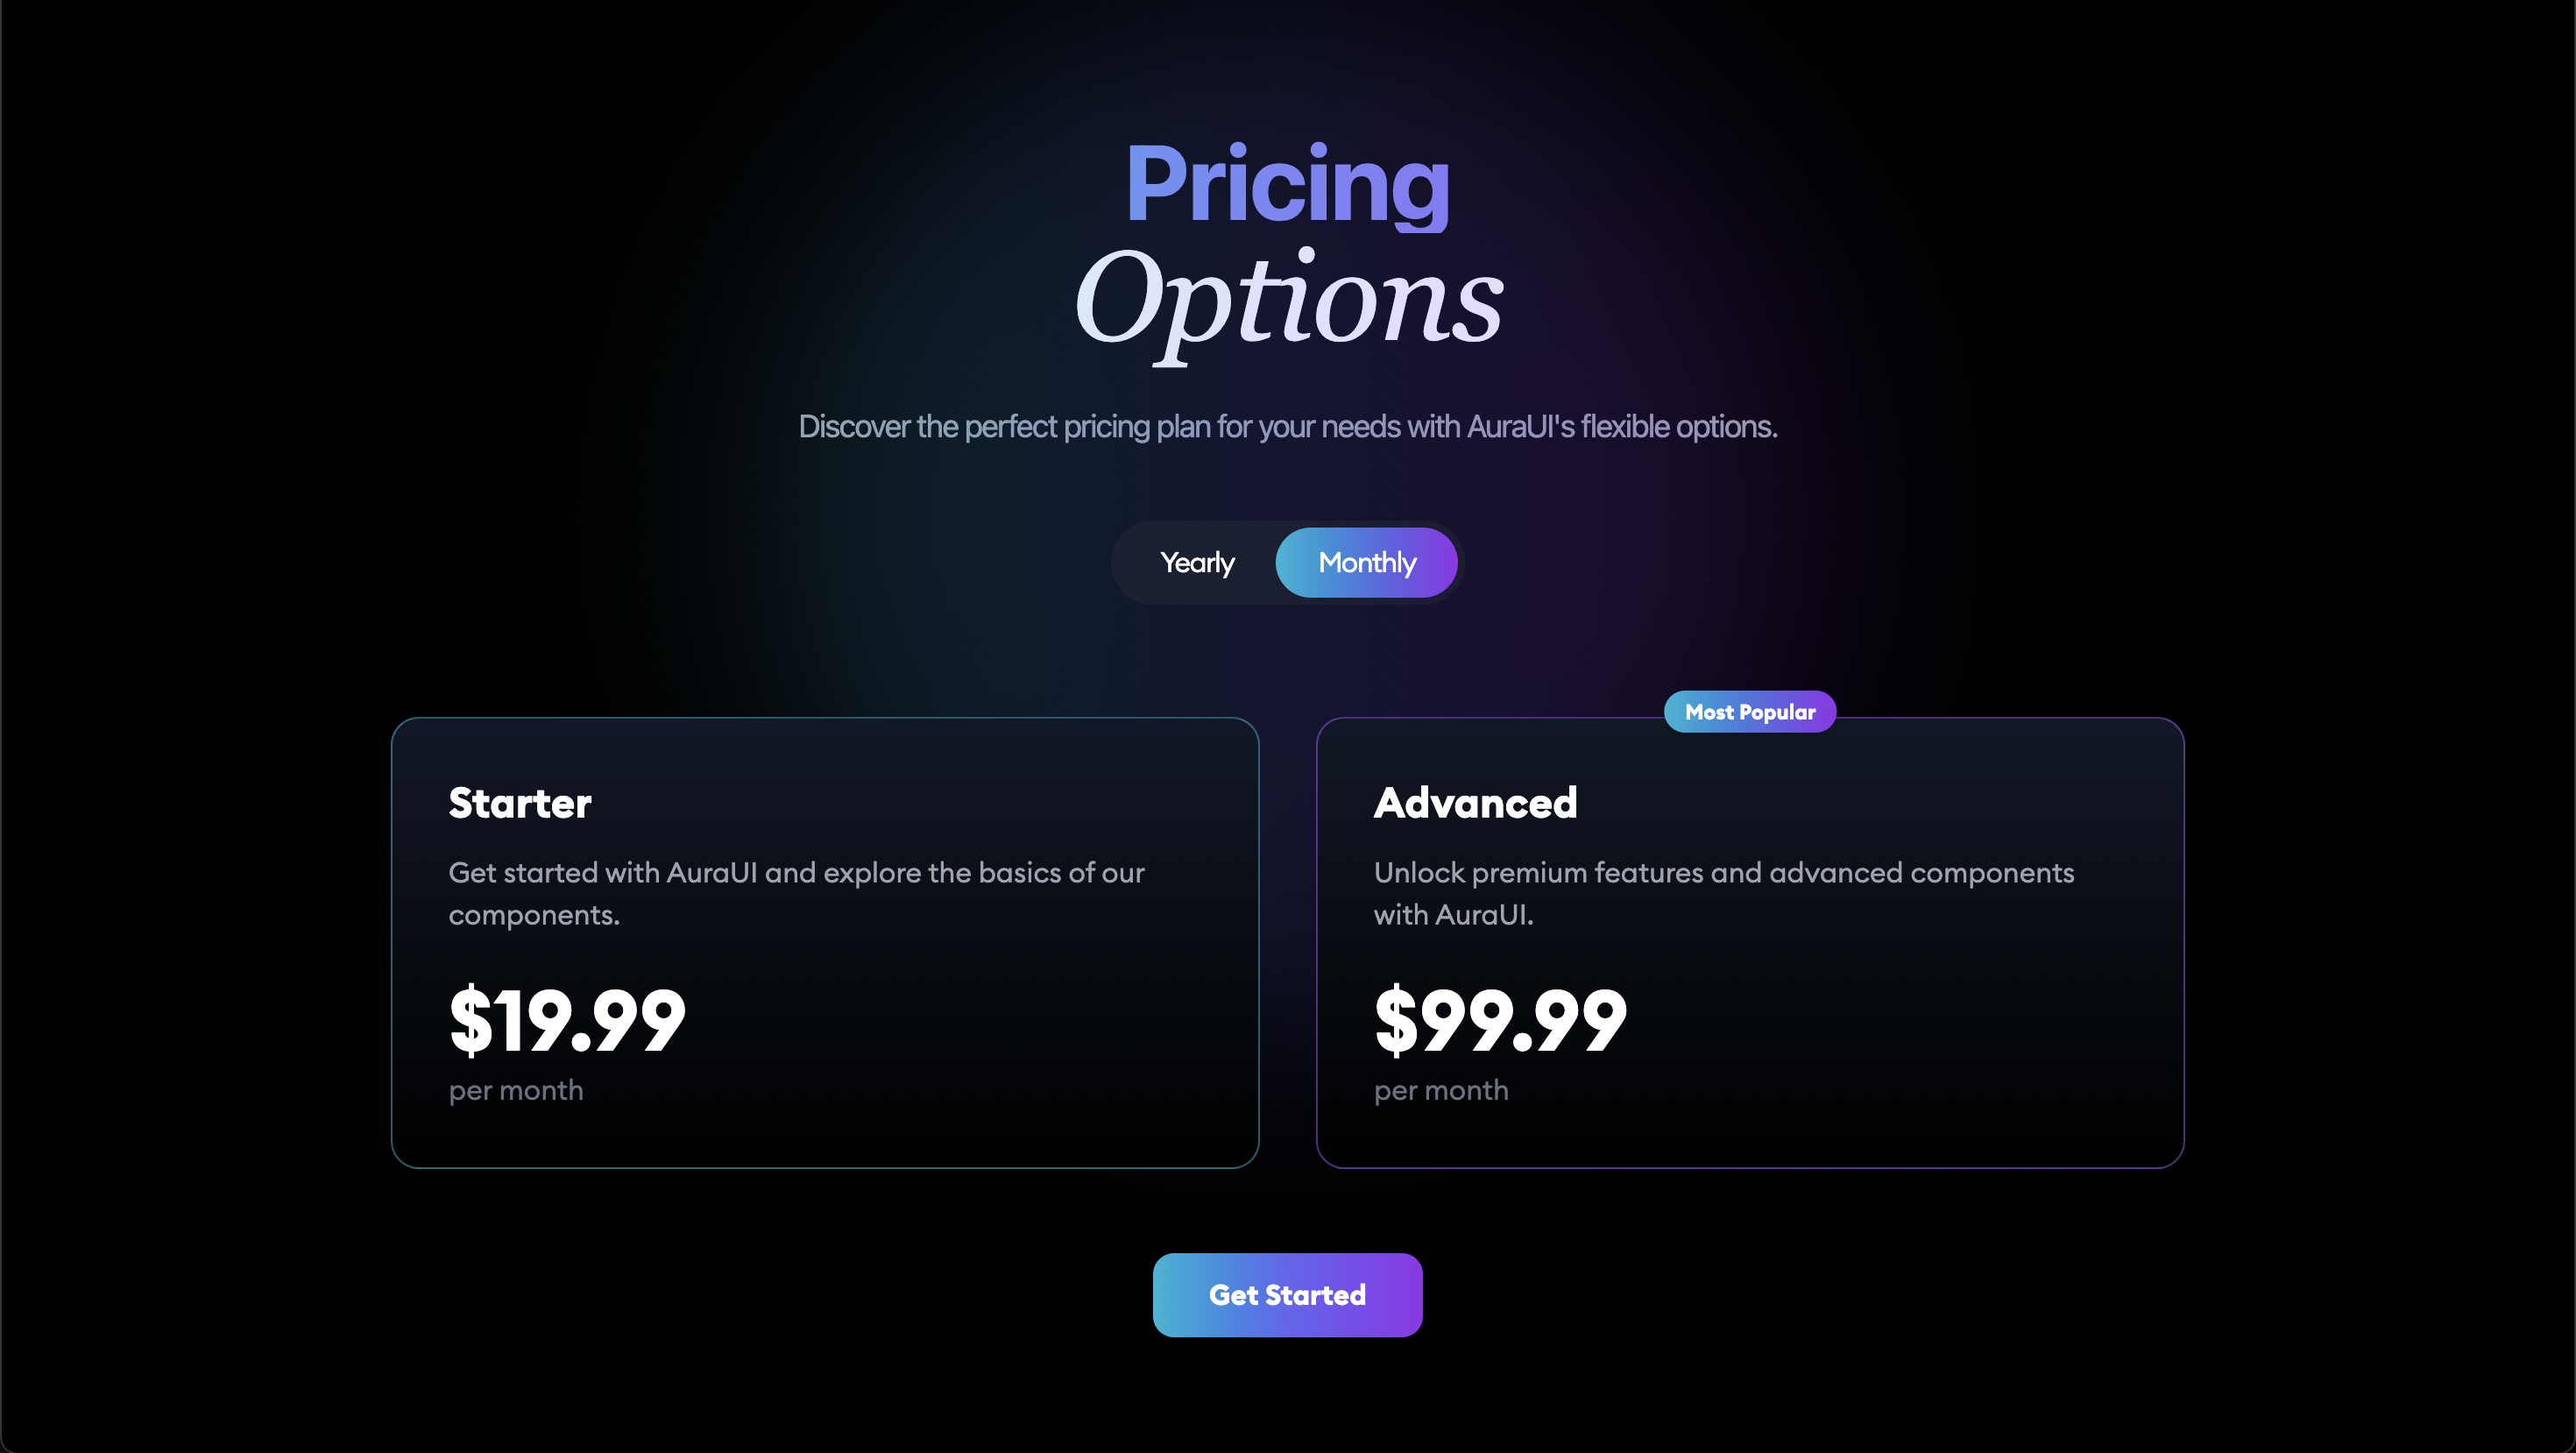 Pricing
Options
Discover the perfect pricing plan for your needs with AuraUI's flexible options.
Yearly
Monthly
Starter
Get started with AuraUI and explore the basics of our
components.
$19.99
per month
Most Popular
Advanced
Unlock premium features and advanced components
with AuraUI.
$99.99
per month
Get Started